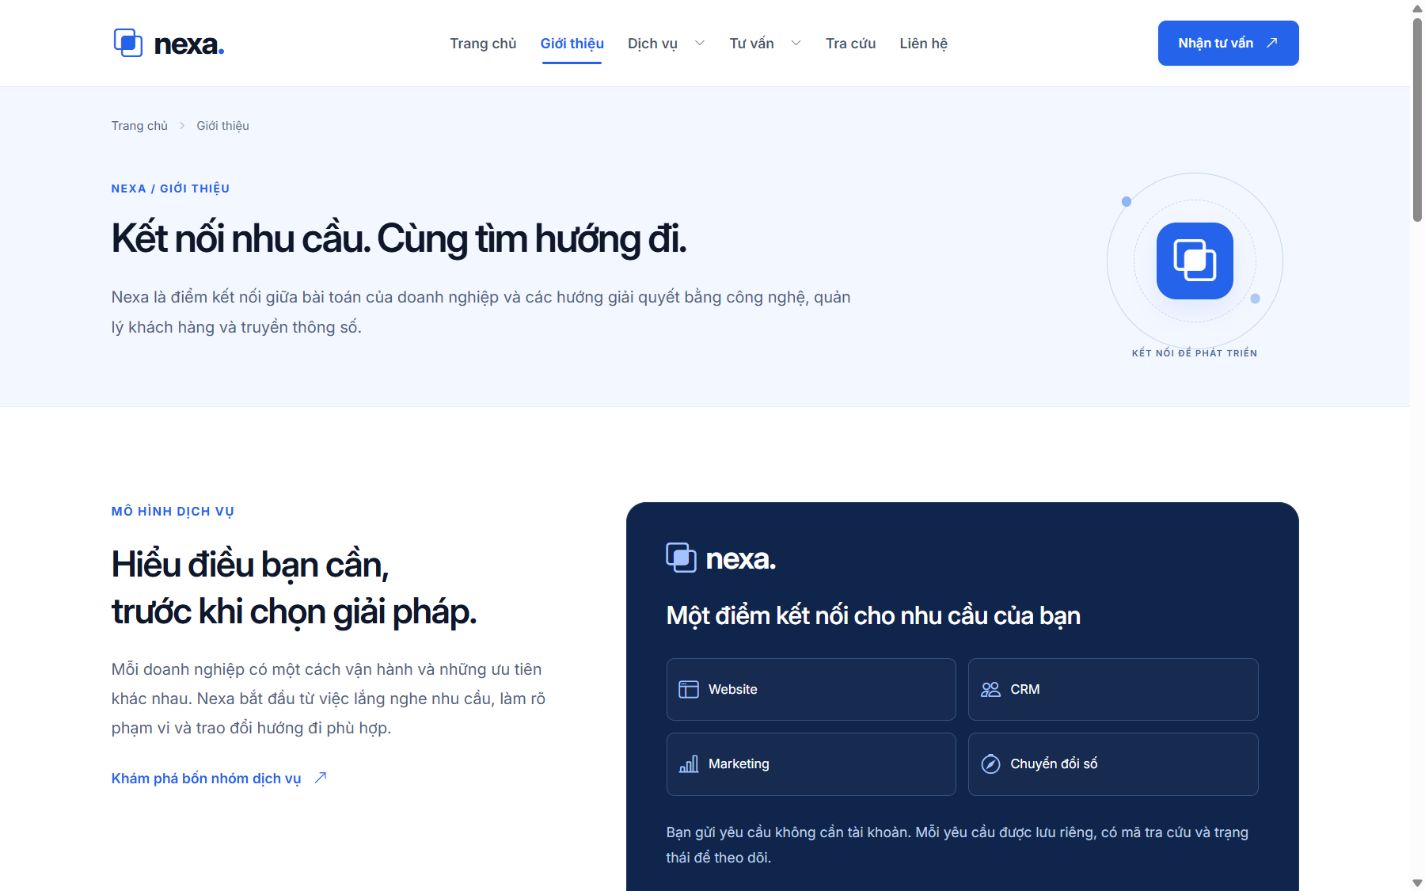 nexa.
Trang chủ
Giới thiệu
Dịch vụ
Tư vấn
Tra cứu
Liên hệ
Nhận tư vấn
Trang chủ > Giới thiệu
NEXA / GIỚI THIỆU
Kết nối nhu cầu. Cùng tìm hướng đi.
Nexa là điểm kết nối giữa bài toán của doanh nghiệp và các hướng giải quyết bằng công nghệ, quản
lý khách hàng và truyền thông số.
KẾT NỐI ĐỂ PHÁT TRIỂN
MÔ HÌNH DỊCH VỤ
Hiểu điều bạn cần,
trước khi chọn giải pháp.
Mỗi doanh nghiệp có một cách vận hành và những ưu tiên
khác nhau. Nexa bắt đầu từ việc lắng nghe nhu cầu, làm rõ
phạm vi và trao đổi hướng đi phù hợp.
Khám phá bốn nhóm dịch vụ
nexa.
Một điểm kết nối cho nhu cầu của bạn
Website
CRM
Marketing
Chuyển đổi số
Bạn gửi yêu cầu không cần tài khoản. Mỗi yêu cầu được lưu riêng, có mã tra cứu và trạng
thái để theo dõi.